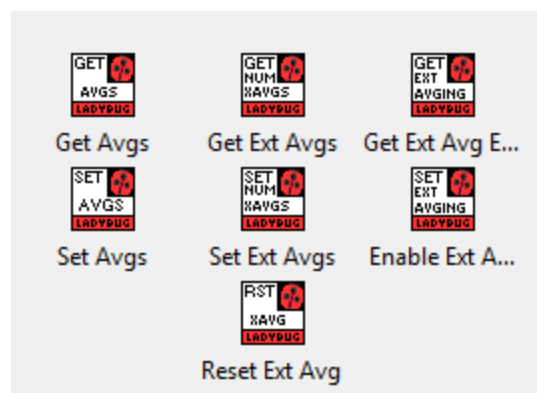 GET
AVGS
LADYBUG
Get Avgs
GET
NUM
XAVGS
LADYBUG
Get Ext Avgs
GET
EXT
AVGING
LADYBUG
Get Ext Avg E...
SET
AVGS
LADYBUG
Set Avgs
SET
NUM
XAVGS
LADYBUG
Set Ext Avgs
SET
EXT
AVGING
LADYBUG
Enable Ext A...
RST
XAVG
LADYBUG
Reset Ext Avg